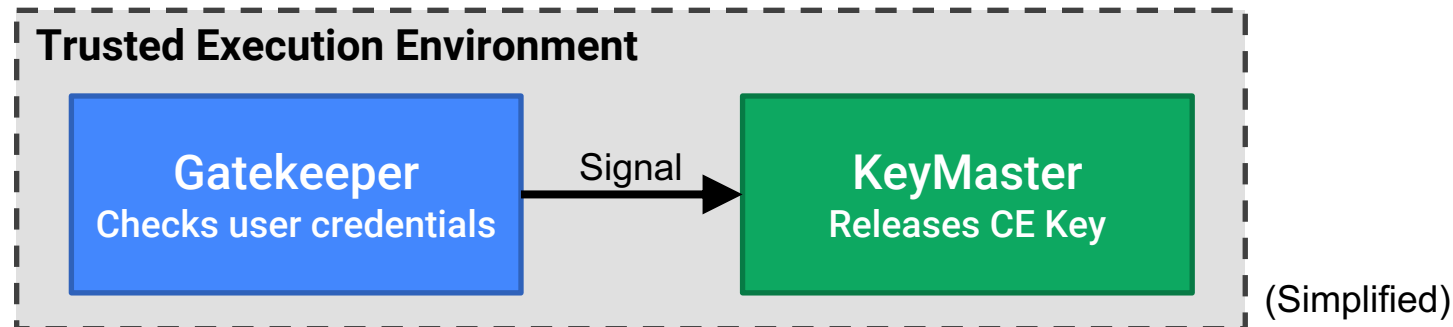 Trusted Execution Environment
Gatekeeper
Checks user credentials
Signal
KeyMaster
Releases CE Key
(Simplified)